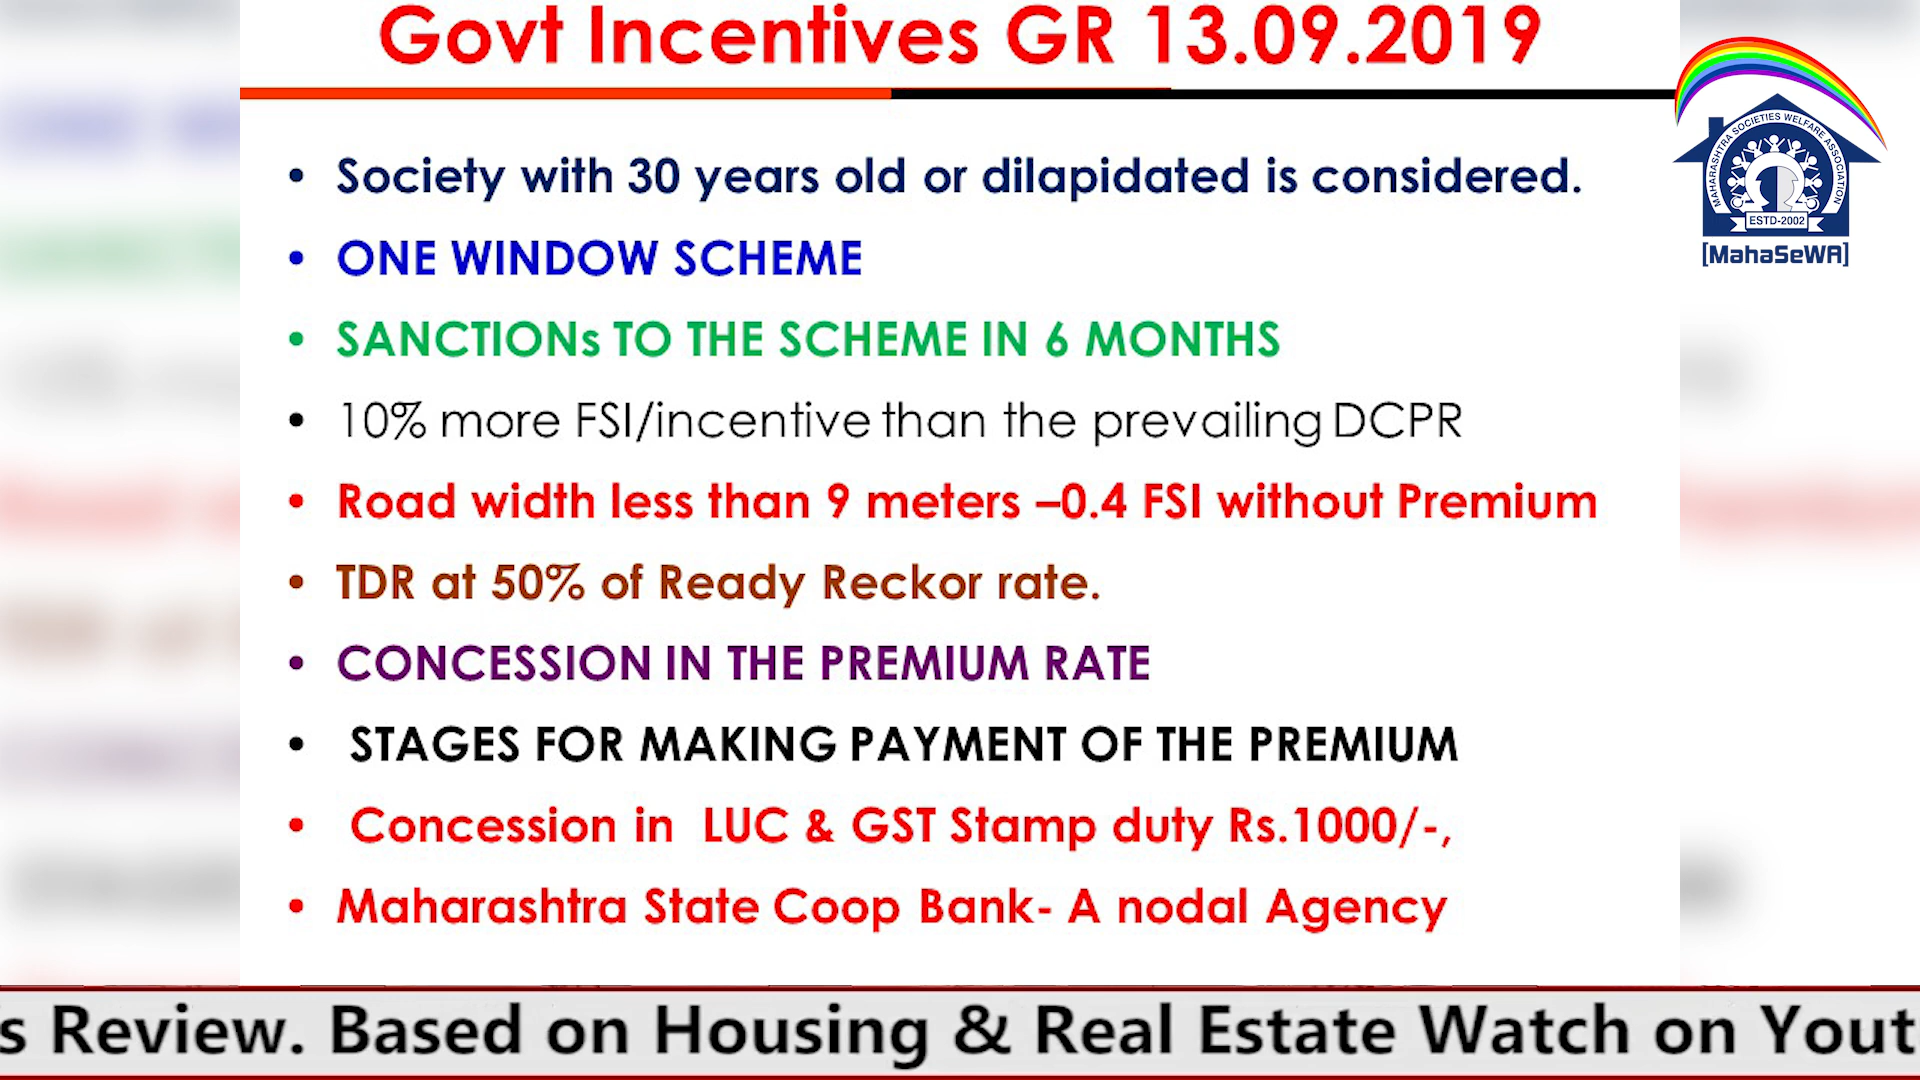 Govt Incentives GR 13.09.2019
• Society with 30 years old or dilapidated is considered.
• ONE WINDOW SCHEME
• SANCTIONs TO THE SCHEME IN 6 MONTHS
• 10% more FSI/incentive than the prevailing DCPR
• Road width less than 9 meters –0.4 FSI without Premium
• TDR at 50% of Ready Reckor rate.
• CONCESSION IN THE PREMIUM RATE
• STAGES FOR MAKING PAYMENT OF THE PREMIUM
• Concession in LUC & GST Stamp duty Rs.1000/-,
• Maharashtra State Coop Bank- A nodal Agency
MAHARASHTRA SOCIETIES WELFARE ASSOCIATION
ESTD-2002
[MahaSeWA]
s Review. Based on Housing & Real Estate Watch on Yout